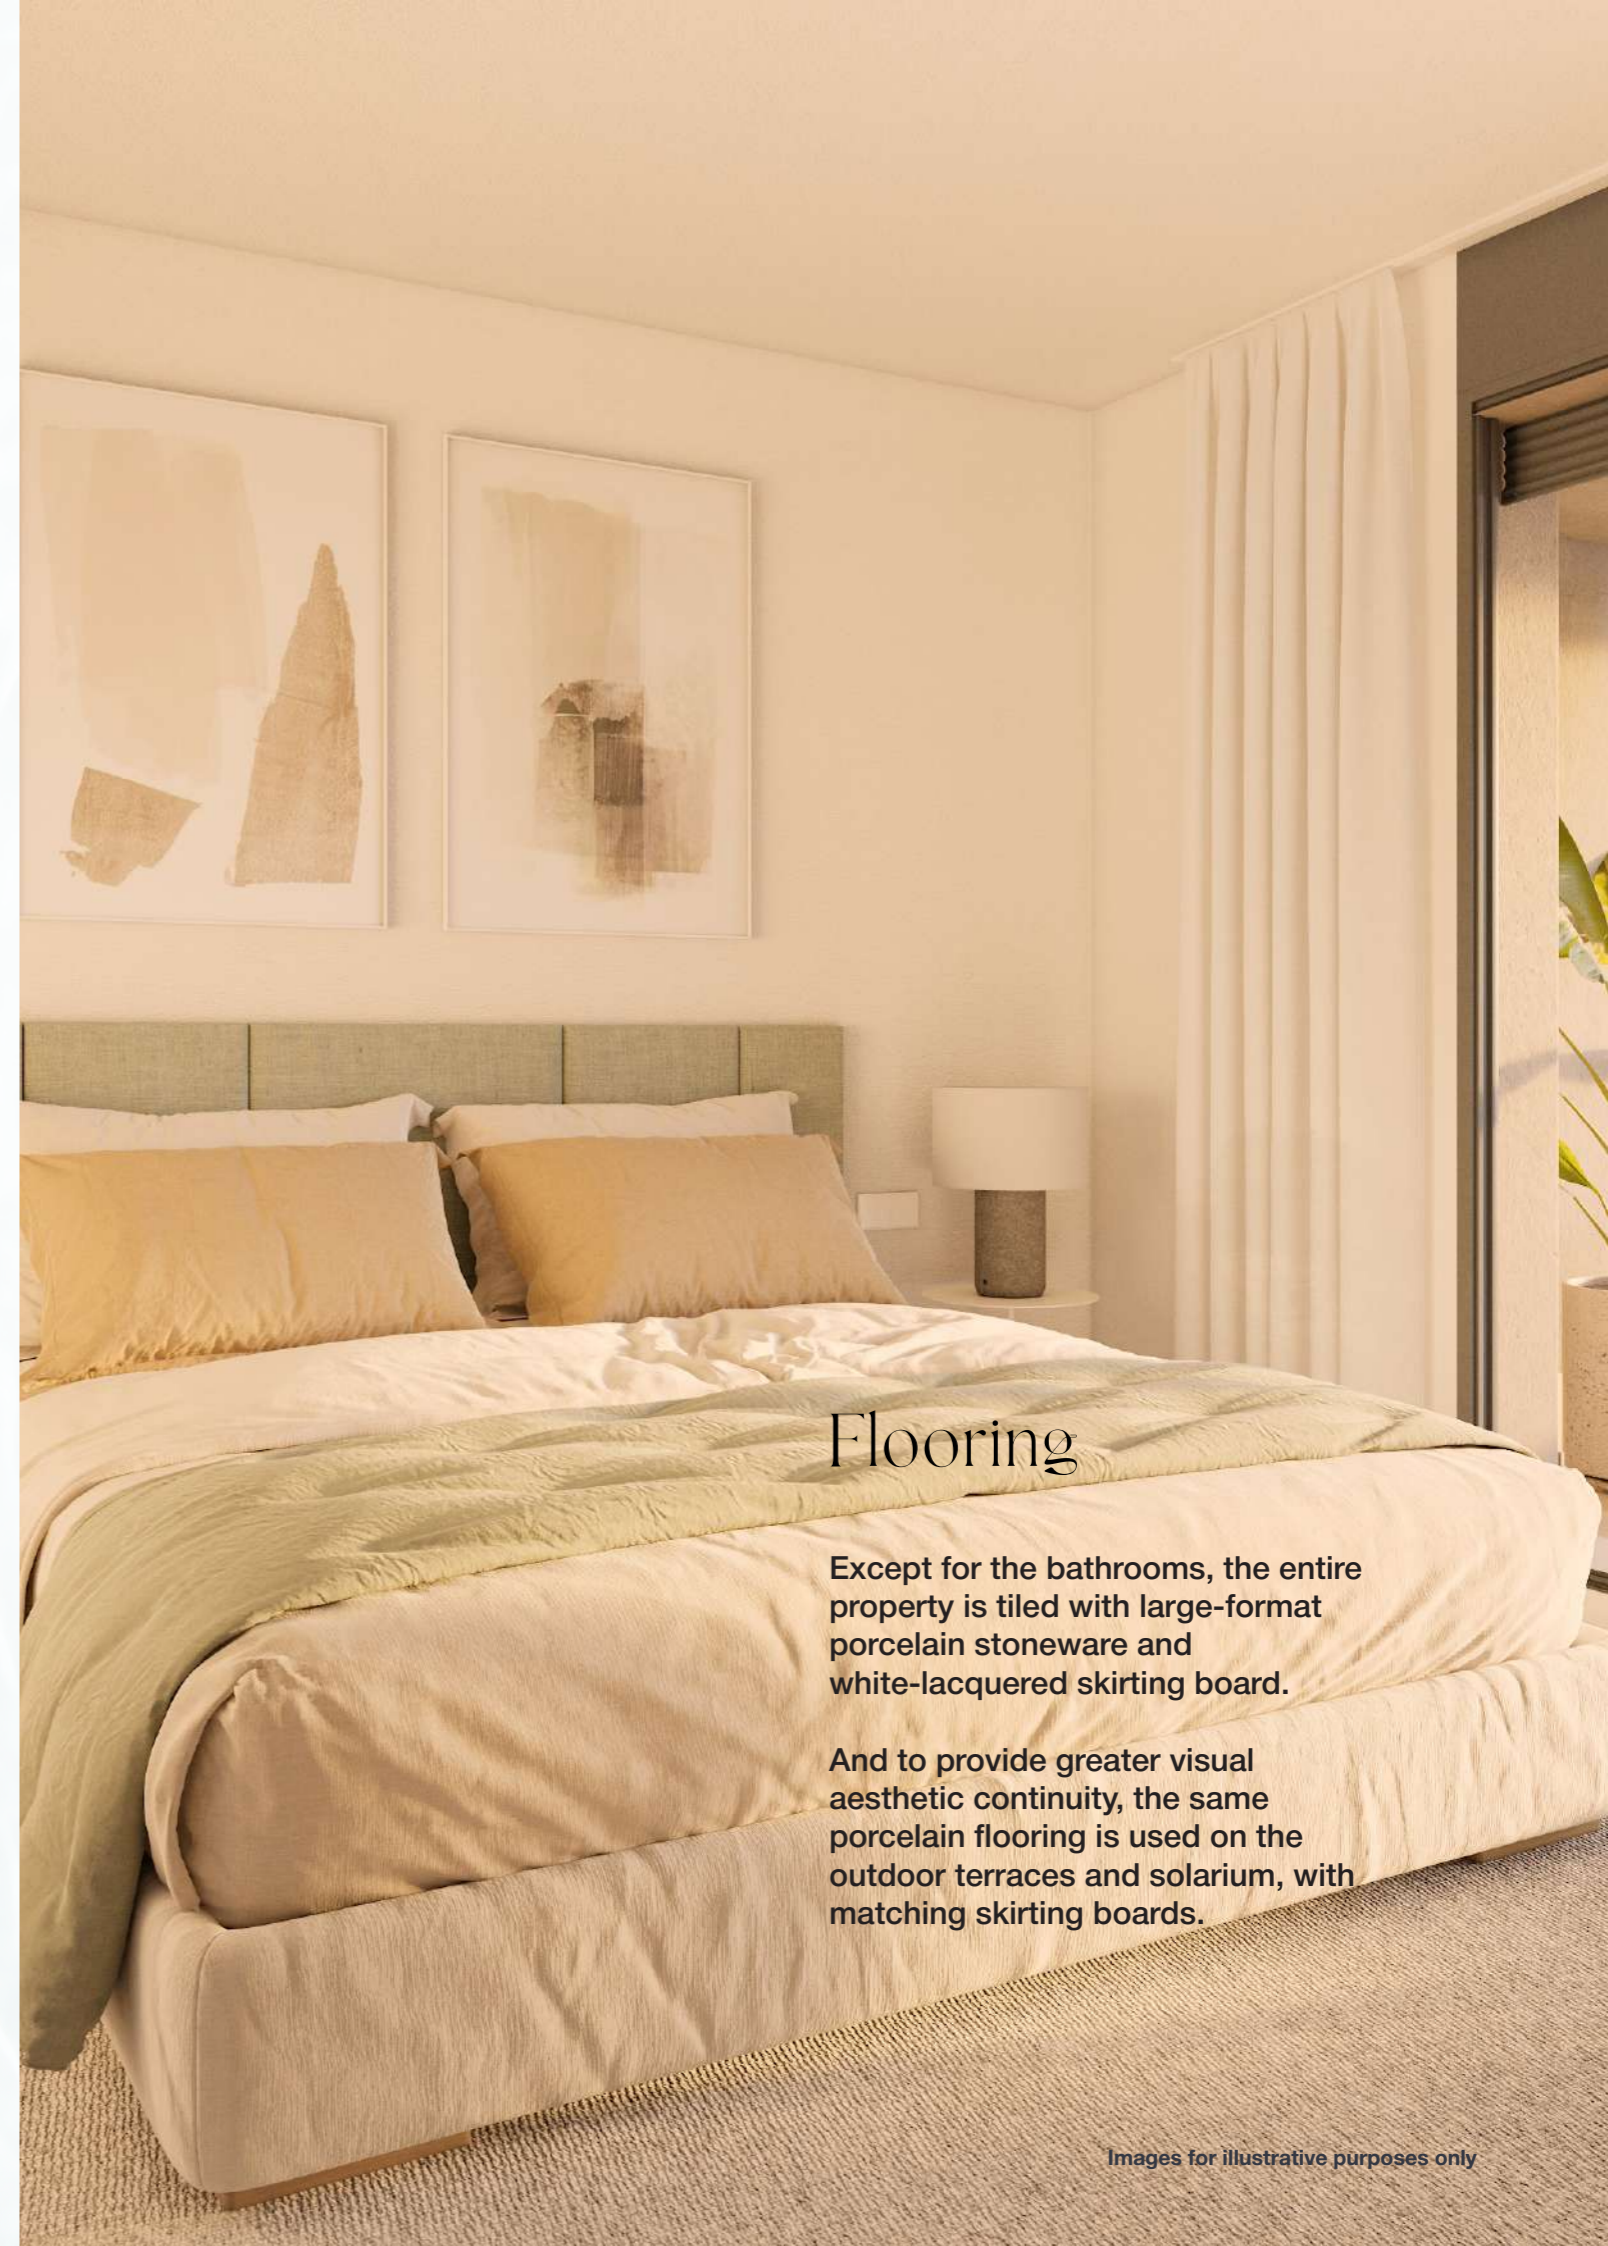 Flooring
Except for the bathrooms, the entire
property is tiled with large-format
porcelain stoneware and
white-lacquered skirting board.
And to provide greater visual
aesthetic continuity, the same
porcelain flooring is used on the
outdoor terraces and solarium, with
matching skirting boards.
Images for illustrative purposes only